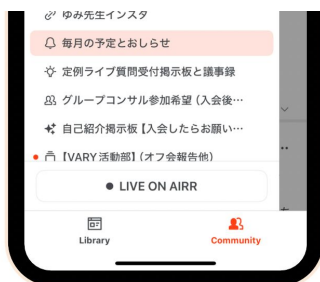 ゆみ先生インスタ
毎月の予定とおしらせ
定例ライブ質問受付掲示板と議事録
グループコンサル参加希望（入会後…
自己紹介掲示板【入会したらお願い…
【VARY活動部】（オフ会報告他）
LIVE ON AIRR
Library
Community